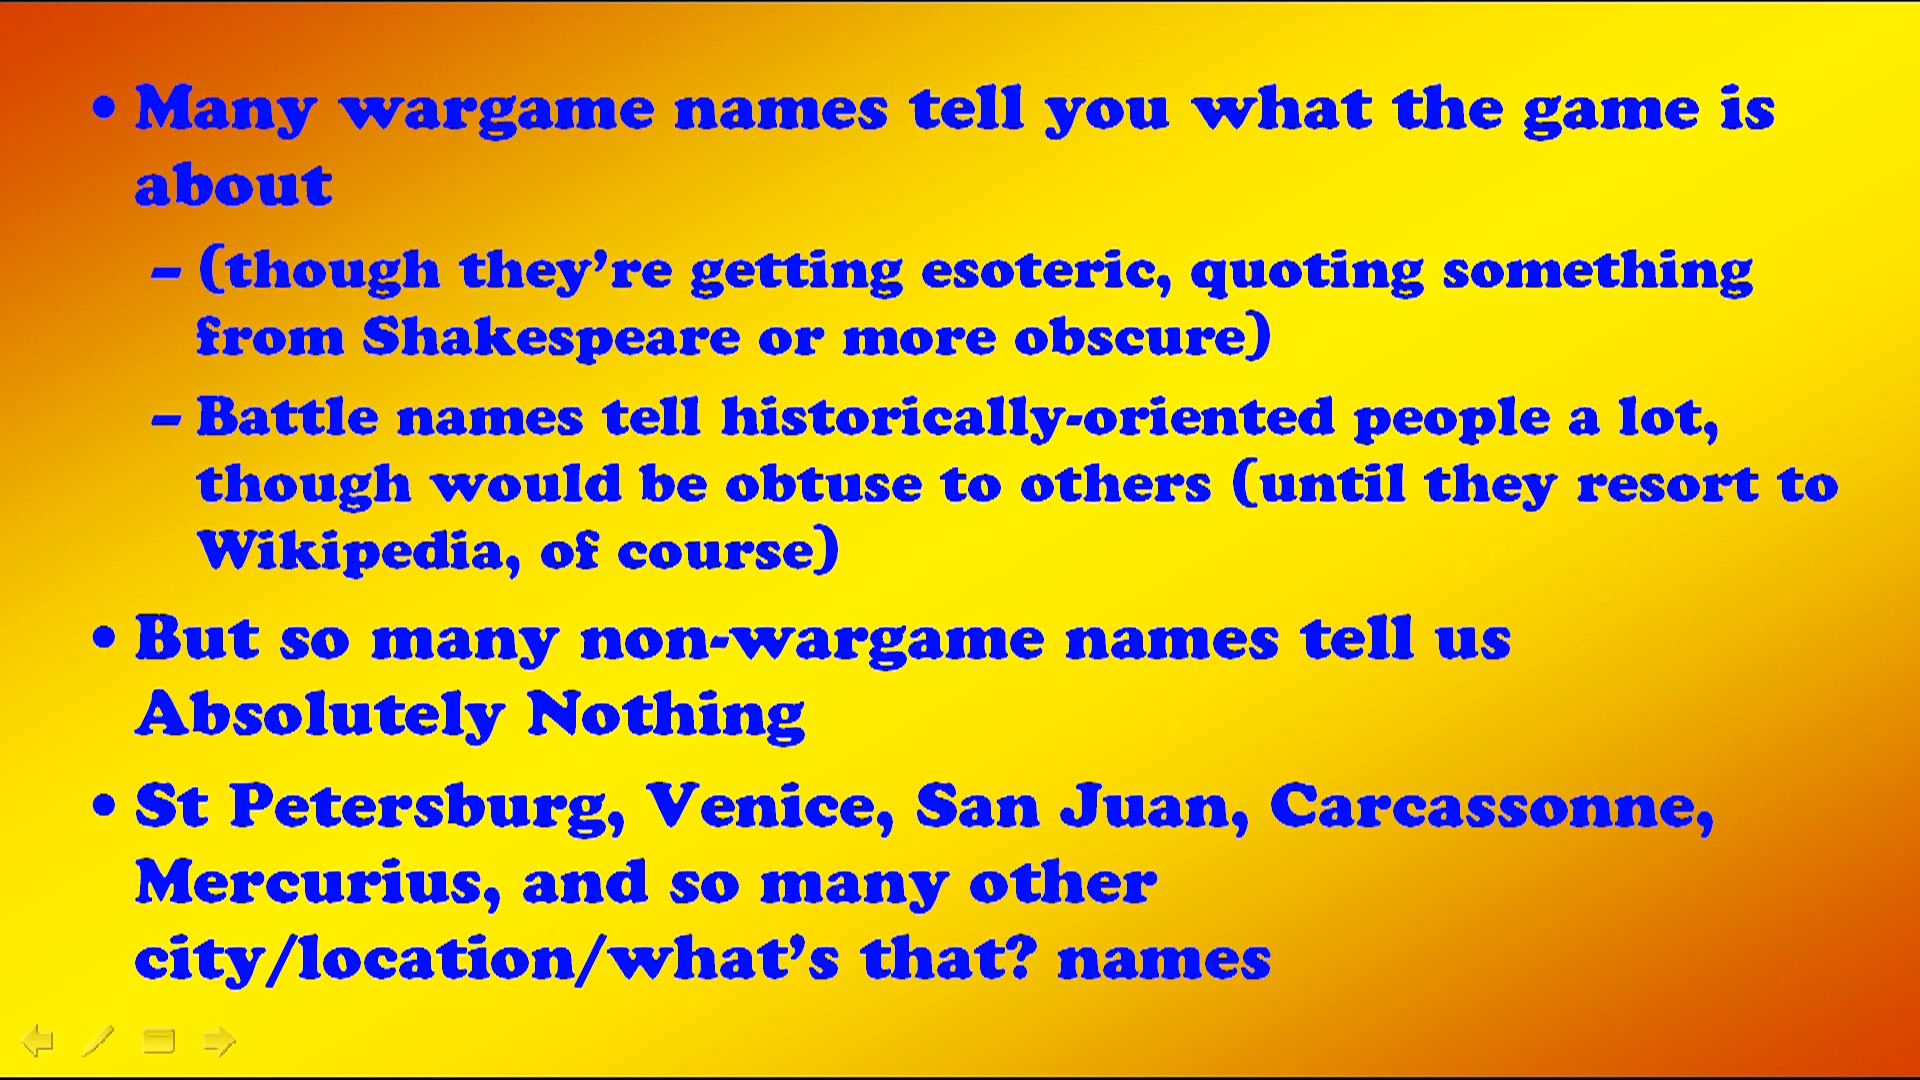 • Many wargame names tell you what the game is
about
– (though they’re getting esoteric, quoting something
from Shakespeare or more obscure)
– Battle names tell historically-oriented people a lot,
though would be obtuse to others (until they resort to
Wikipedia, of course)
• But so many non-wargame names tell us
Absolutely Nothing
• St Petersburg, Venice, San Juan, Carcassonne,
Mercurius, and so many other
city/location/what’s that? names